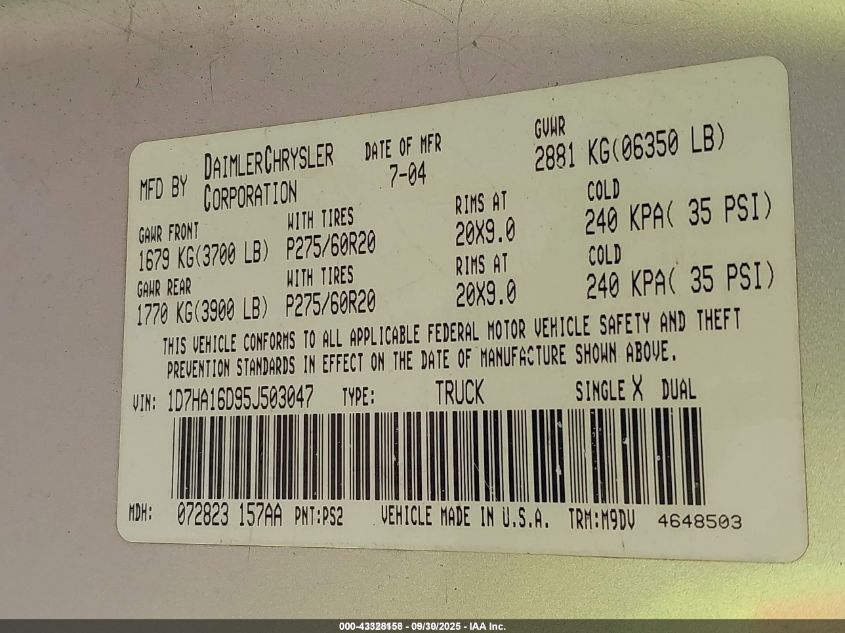 MFD BY DAIMLERCHRYSLER CORPORATION
DATE OF MFR
7-04
GVWR
2881 KG(06350 LB)
GAWR FRONT
1679 KG(3700 LB)
WITH TIRES
P275/60R20
RIMS AT
20X9.0
COLD
240 KPA( 35 PSI)
GAWR REAR
1770 KG(3900 LB)
WITH TIRES
P275/60R20
RIMS AT
20X9.0
COLD
240 KPA( 35 PSI)
THIS VEHICLE CONFORMS TO ALL APPLICABLE FEDERAL MOTOR VEHICLE SAFETY AND THEFT
PREVENTION STANDARDS IN EFFECT ON THE DATE OF MANUFACTURE SHOWN ABOVE.
VIN: 1D7HA16D95J503047 TYPE: TRUCK SINGLE X DUAL
MDH: 072823 157AA PNT:PS2 VEHICLE MADE IN U.S.A. TRM:M9DV 4648503
000-43328158 - 09/30/2025 - IAA Inc.